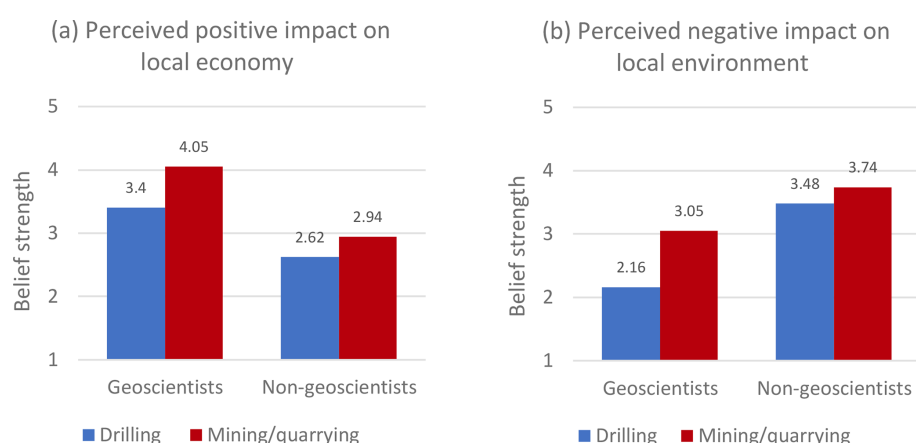 (a) Perceived positive impact on
local economy
5
4
3
2
1
Belief strength
3.4
4.05
2.62
2.94
Geoscientists
Non-geoscientists
Drilling
Mining/quarrying
(b) Perceived negative impact on
local environment
5
4
3
2
1
Belief strength
2.16
3.05
3.48
3.74
Geoscientists
Non-geoscientists
Drilling
Mining/quarrying